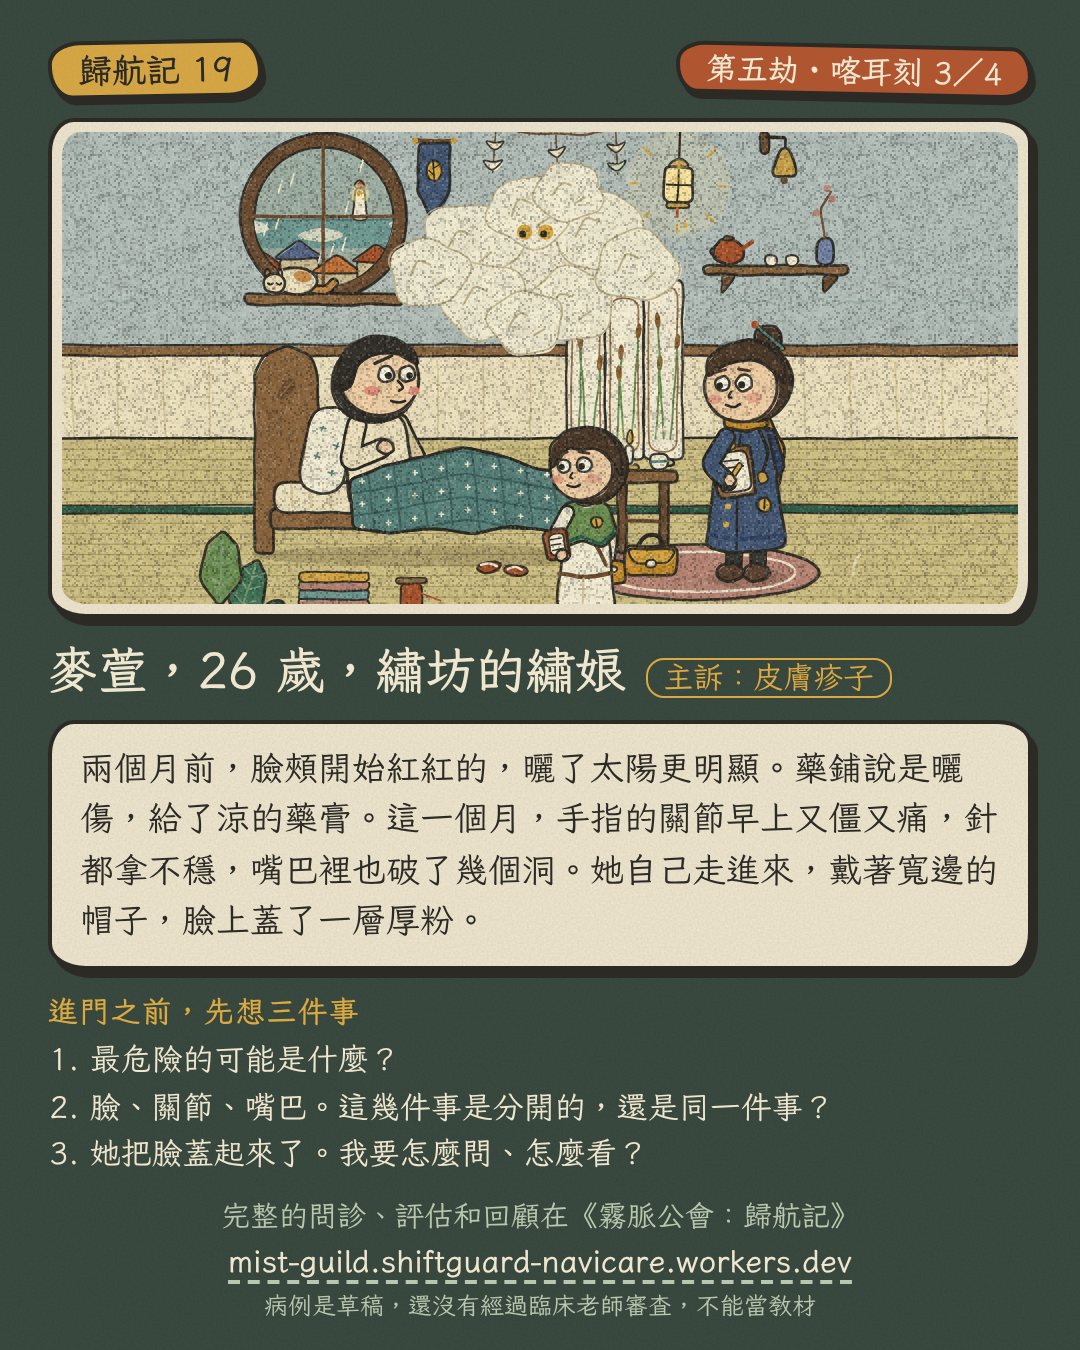 歸航記 19
第五劫・喀耳刻 3／4
麥萱，26 歲，繡坊的繡娘
主訴：皮膚疹子
兩個月前，臉頰開始紅紅的，曬了太陽更明顯。藥鋪說是曬
傷，給了涼的藥膏。這一個月，手指的關節早上又僵又痛，針
都拿不穩，嘴巴裡也破了幾個洞。她自己走進來，戴著寬邊的
帽子，臉上蓋了一層厚粉。
進門之前，先想三件事
1. 最危險的可能是什麼？
2. 臉、關節、嘴巴。這幾件事是分開的，還是同一件事？
3. 她把臉蓋起來了。我要怎麼問、怎麼看？
完整的問診、評估和回顧在《霧脈公會：歸航記》
mist-guild.shiftguard-navicare.workers.dev
病例是草稿，還沒有經過臨床老師審查，不能當教材